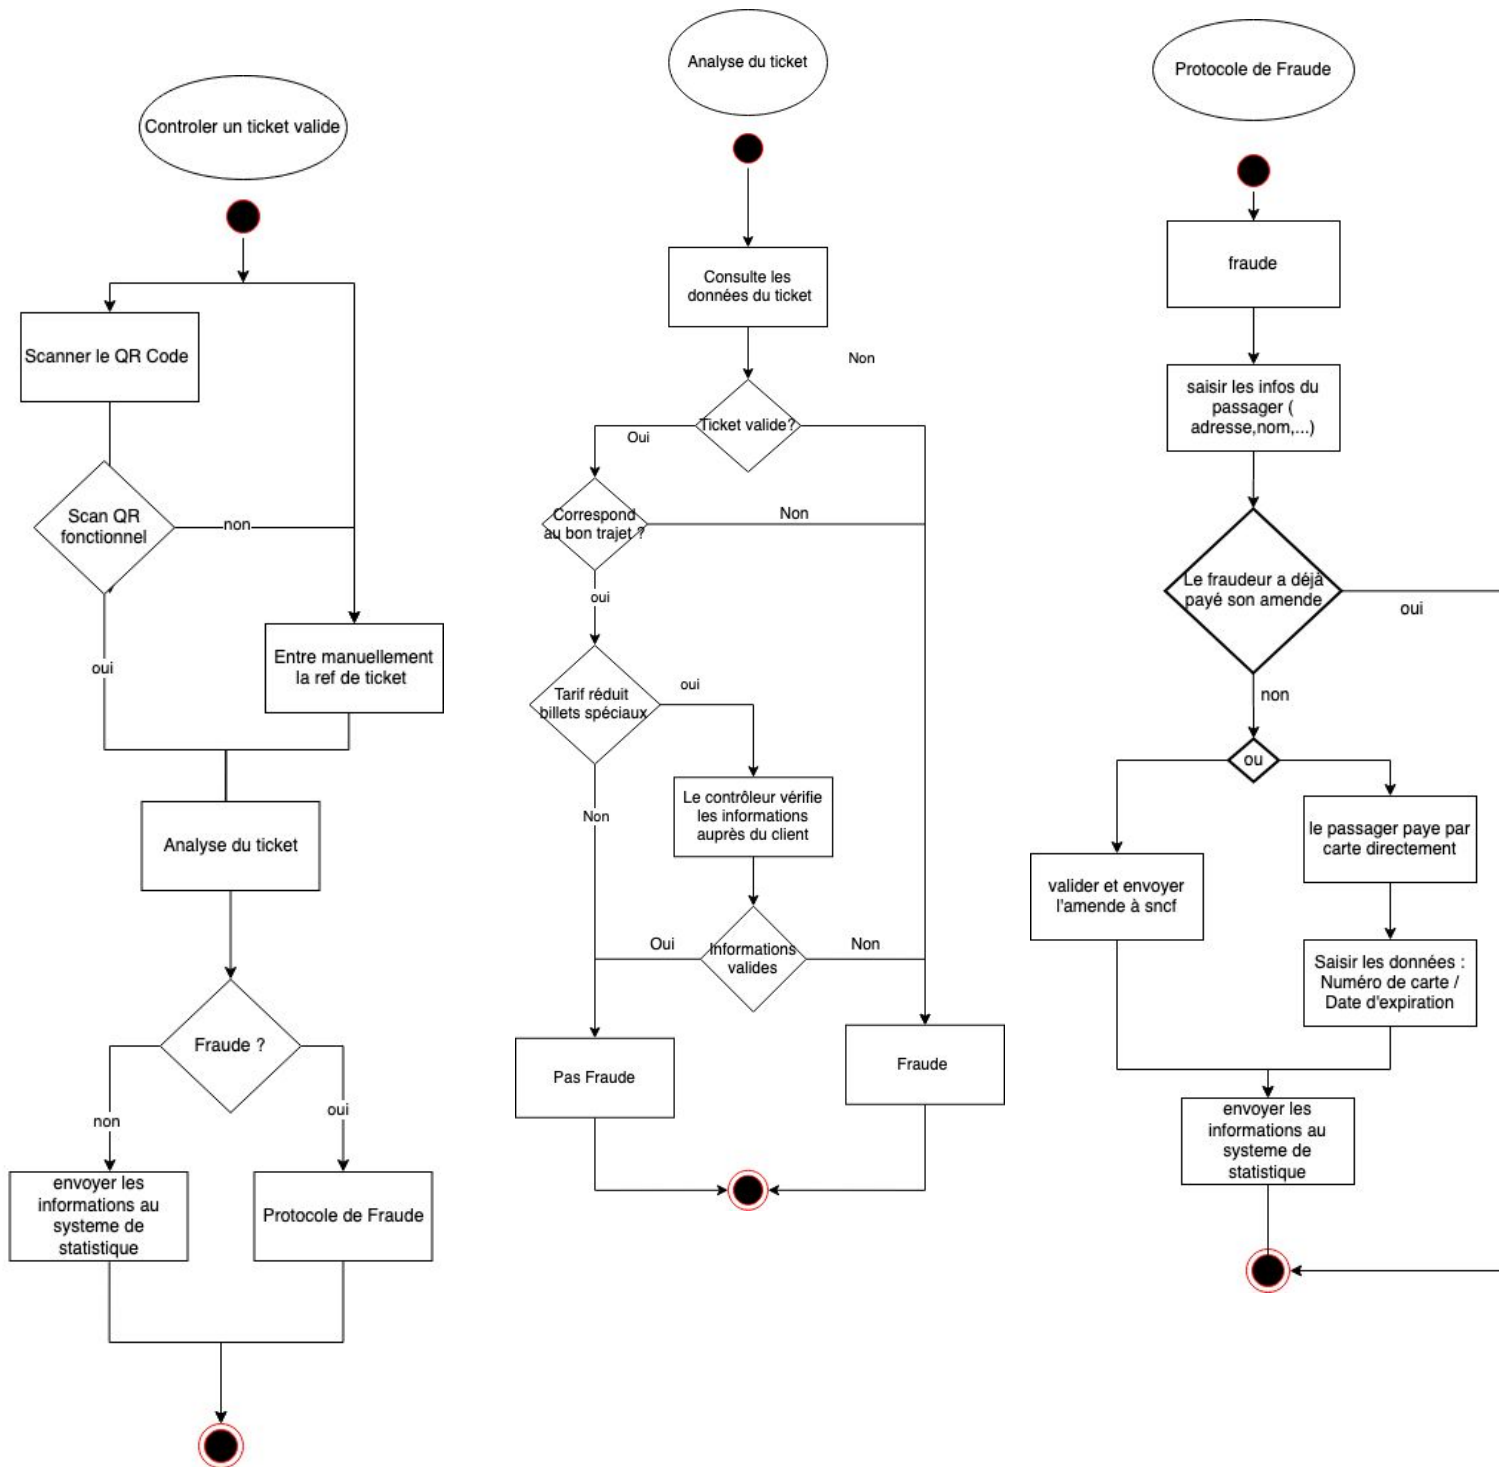 Controler un ticket valide
Scanner le QR Code
Scan QR
fonctionnel
non
oui
Entre manuellement
la ref de ticket
Analyse du ticket
Fraude ?
non
oui
envoyer les
informations au
systeme de
statistique
Protocole de Fraude
Analyse du ticket
Consulte les
données du ticket
Non
Ticket valide?
Oui
Correspond
au bon trajet ?
Non
oui
Tarif réduit
billets spéciaux
oui
Non
Le contrôleur vérifie
les informations
auprès du client
Oui
Informations
valides
Non
Pas Fraude
Fraude
Protocole de Fraude
fraude
saisir les infos du
passager (
adresse,nom,...)
Le fraudeur a déjà
payé son amende
oui
non
ou
le passager paye par
carte directement
valider et envoyer
l'amende à sncf
Saisir les données :
Numéro de carte /
Date d'expiration
envoyer les
informations au
systeme de
statistique